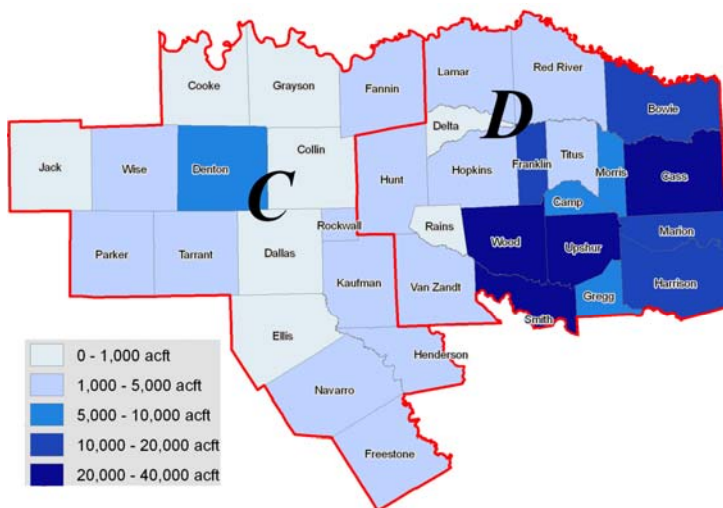 Lamar
Red River
Cooke
Grayson
Fannin
Bowie
D
Delta
Collin
Jack
Wise
Denton
Hunt
Hopkins
Franklin
Titus
Morris
Cass
C
Camp
Rockwall
Rains
Wood
Upshur
Marion
Parker
Tarrant
Dallas
Kaufman
Van Zandt
Gregg
Harrison
Smith
Ellis
Henderson
Navarro
Freestone
0 - 1,000 acft
1,000 - 5,000 acft
5,000 - 10,000 acft
10,000 - 20,000 acft
20,000 - 40,000 acft